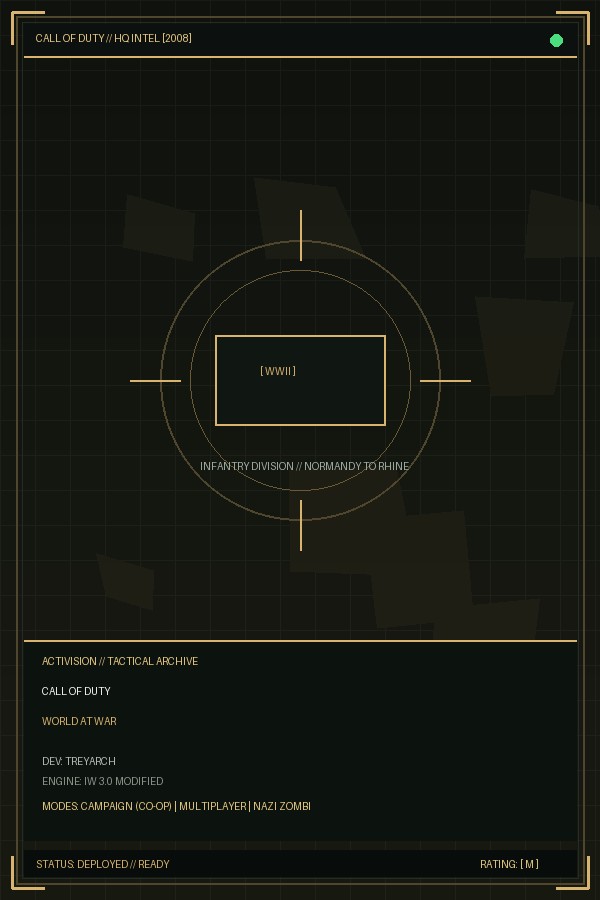 CALL OF DUTY // HQ INTEL [2008]
[ WWII ]
INFANTRY DIVISION // NORMANDY TO RHINE
ACTIVISION // TACTICAL ARCHIVE
CALL OF DUTY
WORLD AT WAR
DEV: TREYARCH
ENGINE: IW 3.0 MODIFIED
MODES: CAMPAIGN (CO-OP) | MULTIPLAYER | NAZI ZOMBI
STATUS: DEPLOYED // READY
RATING: [ M ]